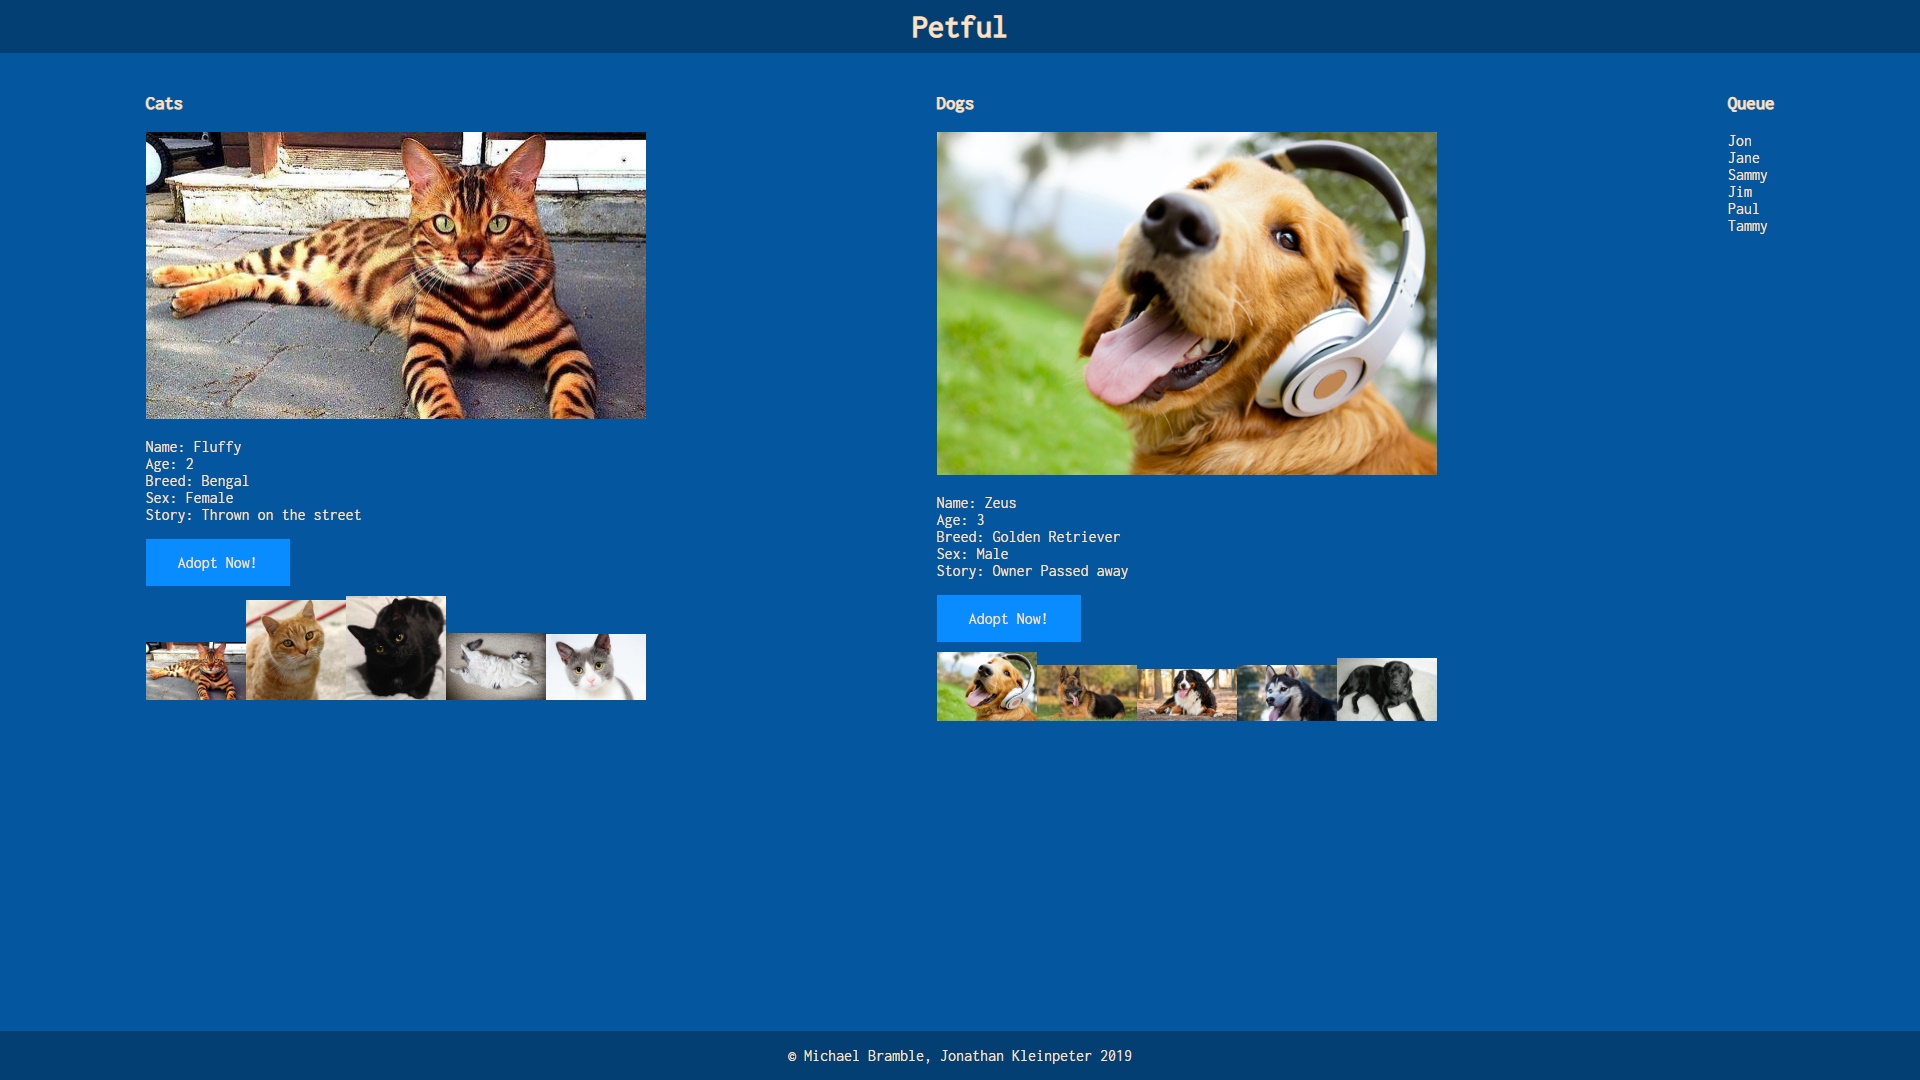 Petful
Cats
Name: Fluffy
Age: 2
Breed: Bengal
Sex: Female
Story: Thrown on the street
Adopt Now!
Dogs
Name: Zeus
Age: 3
Breed: Golden Retriever
Sex: Male
Story: Owner Passed away
Adopt Now!
Queue
Jon
Jane
Sammy
Jim
Paul
Tammy
© Michael Bramble, Jonathan Kleinpeter 2019